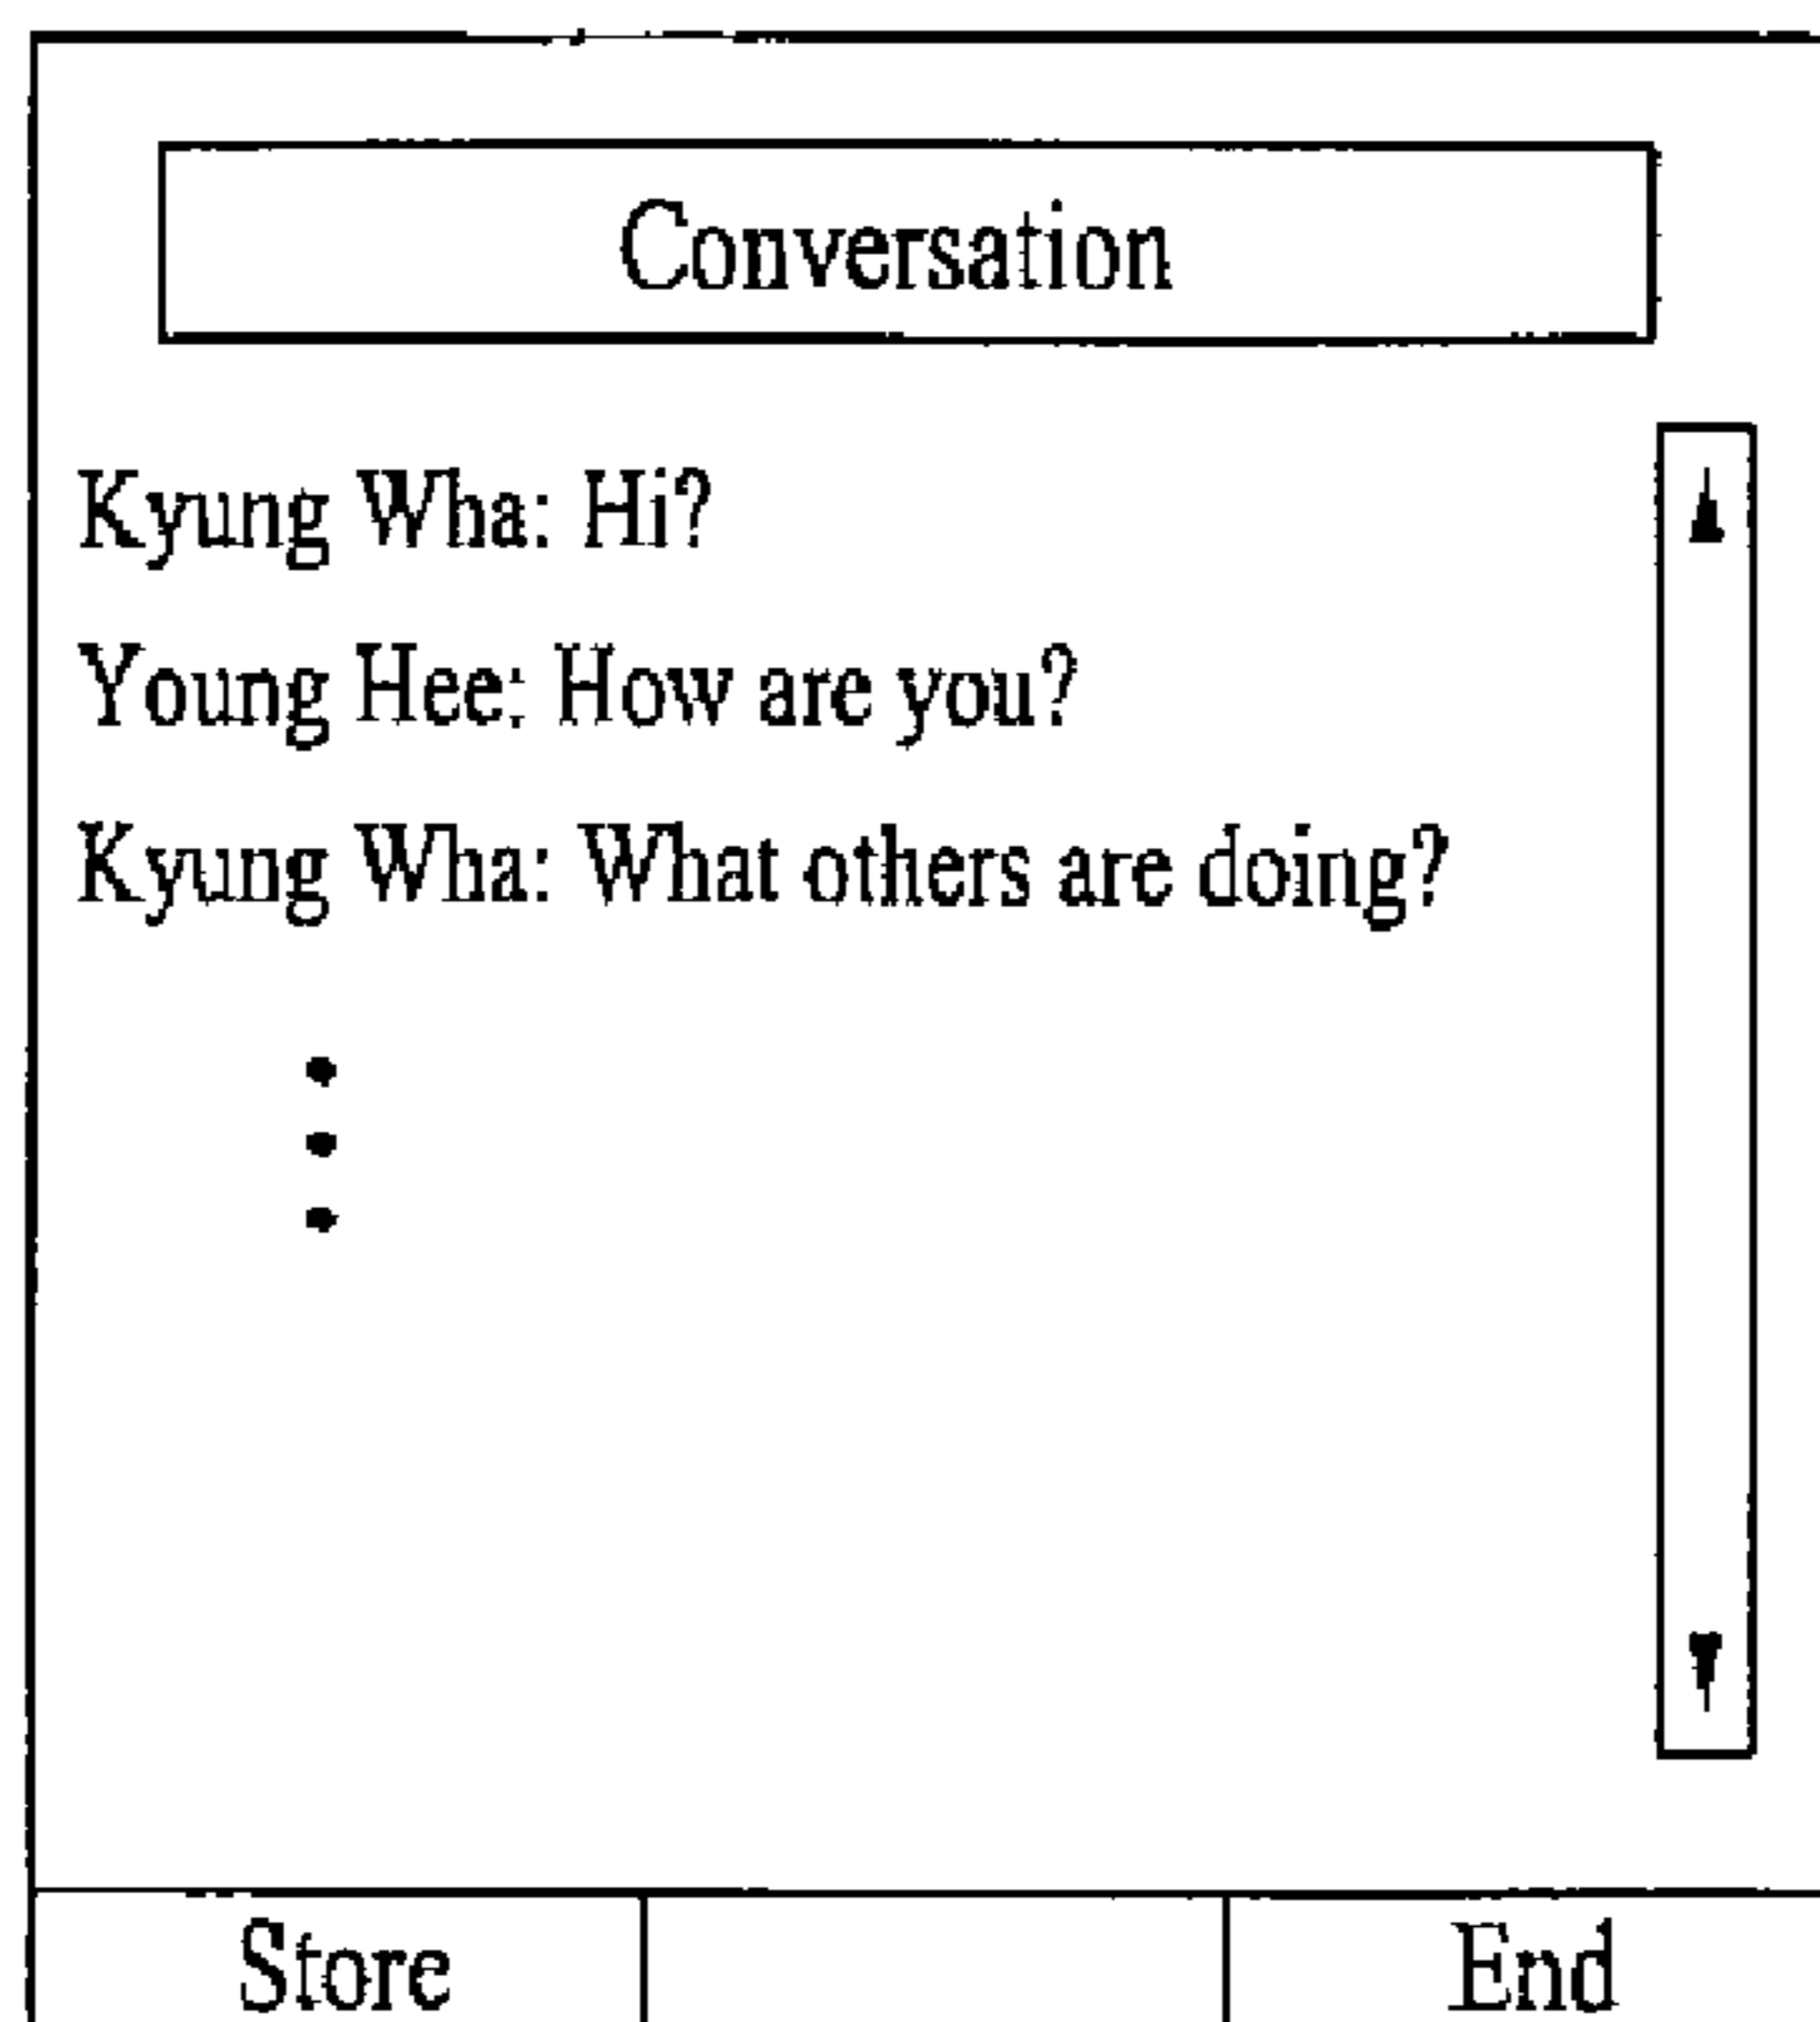 Conversation
Kyung Wha: Hi?
Young Hee: How are you?
Kyung Wha: What others are doing?
Store End